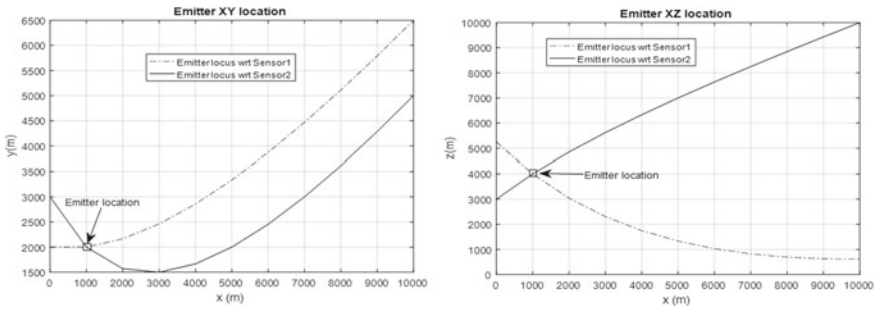 Emitter XY location
6500
6000
5500
5000
4500
4000
3500
3000
2500
2000
1500
y(m)
Emitter locus wrt Sensor1
Emitter locus wrt Sensor2
Emitter location
0 1000 2000 3000 4000 5000 6000 7000 8000 9000 10000
x (m)
Emitter XZ location
10000
9000
8000
7000
6000
5000
4000
3000
2000
1000
0
z(m)
Emitter locus wrt Sensor1
Emitter locus wrt Sensor2
Emitter location
0 1000 2000 3000 4000 5000 6000 7000 8000 9000 10000
x (m)